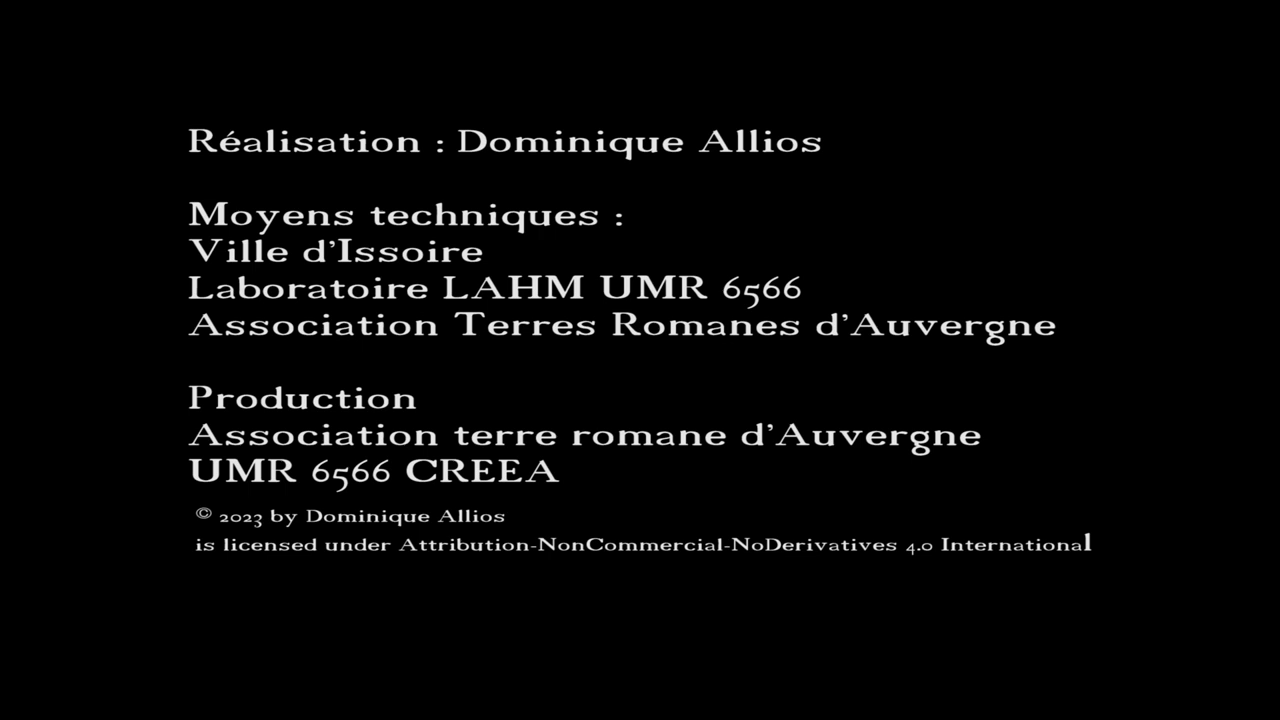 Réalisation : Dominique Allios
Moyens techniques :
Ville d'Issoire
Laboratoire LAHM UMR 6566
Association Terres Romanes d'Auvergne
Production
Association terre romane d'Auvergne
UMR 6566 CREEA
© 2023 by Dominique Allios
is licensed under Attribution-NonCommercial-NoDerivatives 4.0 International